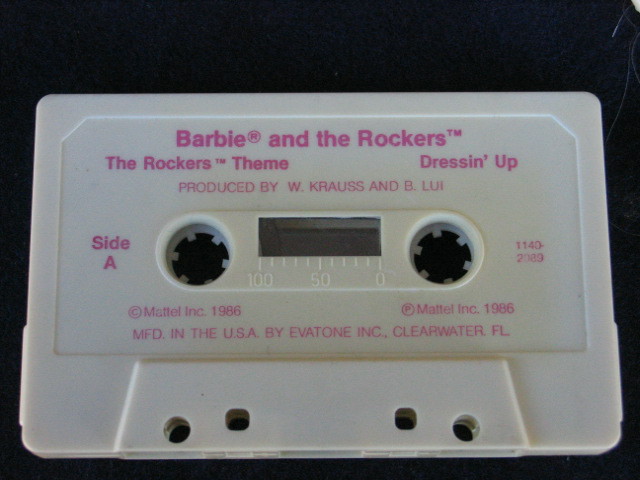 Barbie® and the Rockers™
The Rockers™ Theme Dressin' Up
PRODUCED BY W. KRAUSS AND B. LUI
Side A
1140-2089
100 50 0
©Mattel Inc. 1986 ℗Mattel Inc. 1986
MFD. IN THE U.S.A. BY EVATONE INC., CLEARWATER. FL.